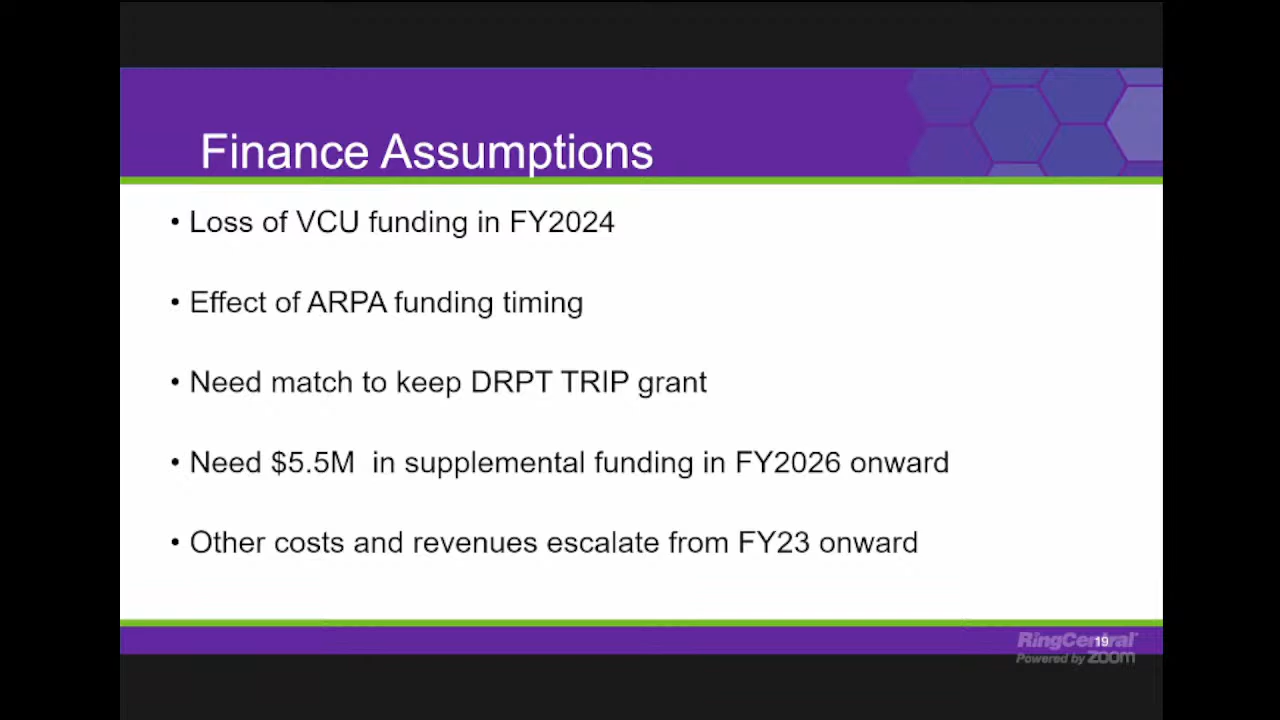 Finance Assumptions
• Loss of VCU funding in FY2024
• Effect of ARPA funding timing
• Need match to keep DRPT TRIP grant
• Need $5.5M  in supplemental funding in FY2026 onward
• Other costs and revenues escalate from FY23 onward
RingCentral
19
Powered by zoom